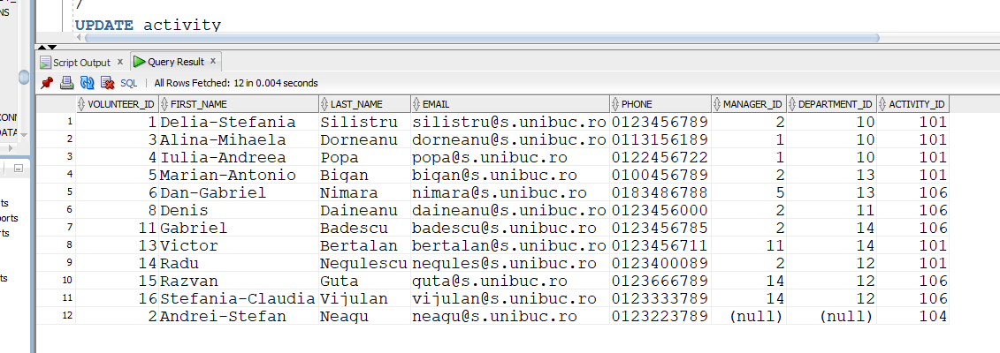 /
UPDATE activity
NS
Script Output x Query Result x
SQL | All Rows Fetched: 12 in 0.004 seconds
VOLUNTEER_ID FIRST_NAME LAST_NAME EMAIL PHONE MANAGER_ID DEPARTMENT_ID ACTIVITY_ID
1 1 Delia-Stefania Silistru silistru@s.unibuc.ro 0123456789 2 10 101
2 3 Alina-Mihaela Dorneanu dorneanu@s.unibuc.ro 0113156189 1 10 101
3 4 Iulia-Andreea Popa popa@s.unibuc.ro 0122456722 1 10 101
4 5 Marian-Antonio Bigan bigan@s.unibuc.ro 0100456789 2 13 101
5 6 Dan-Gabriel Nimara nimara@s.unibuc.ro 0183486788 5 13 106
6 8 Denis Daineanu daineanu@s.unibuc.ro 0123456000 2 11 106
7 11 Gabriel Badescu badescu@s.unibuc.ro 0123456785 2 14 106
8 13 Victor Bertalan bertalan@s.unibuc.ro 0123456711 11 14 101
9 14 Radu Negulescu negules@s.unibuc.ro 0123400089 2 12 101
10 15 Razvan Guta guta@s.unibuc.ro 0123666789 14 12 106
11 16 Stefania-Claudia Vijulan vijulan@s.unibuc.ro 0123333789 14 12 106
12 2 Andrei-Stefan Neagu neagu@s.unibuc.ro 0123223789 (null) (null) 104